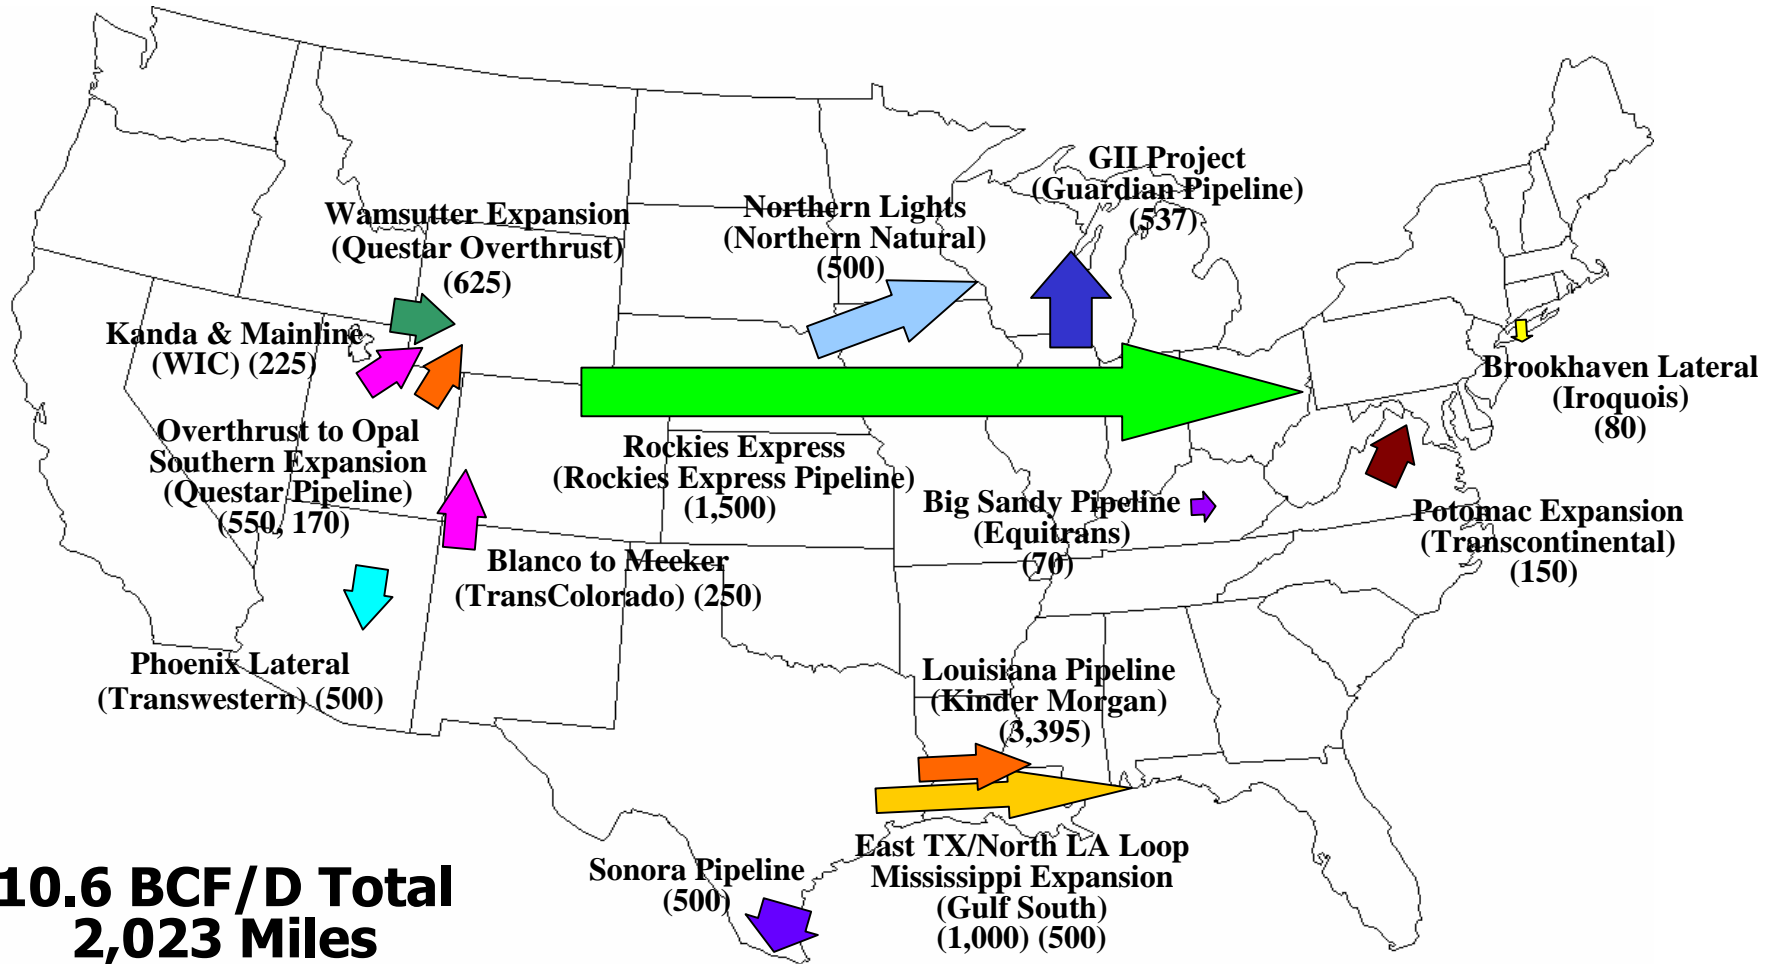 GII Project
(Guardian Pipeline)
(537)
Wamsutter Expansion
(Questar Overthrust)
(625)
Northern Lights
(Northern Natural)
(500)
Kanda & Mainline
(WIC) (225)
Brookhaven Lateral
(Iroquois)
(80)
Overthrust to Opal
Southern Expansion
(Questar Pipeline)
(550, 170)
Rockies Express
(Rockies Express Pipeline)
(1,500)
Big Sandy Pipeline
(Equitrans)
(70)
Potomac Expansion
(Transcontinental)
(150)
Blanco to Meeker
(TransColorado) (250)
Phoenix Lateral
(Transwestern) (500)
Louisiana Pipeline
(Kinder Morgan)
(3,395)
Sonora Pipeline
(500)
East TX/North LA Loop
Mississippi Expansion
(Gulf South)
(1,000) (500)
10.6 BCF/D Total
2,023 Miles